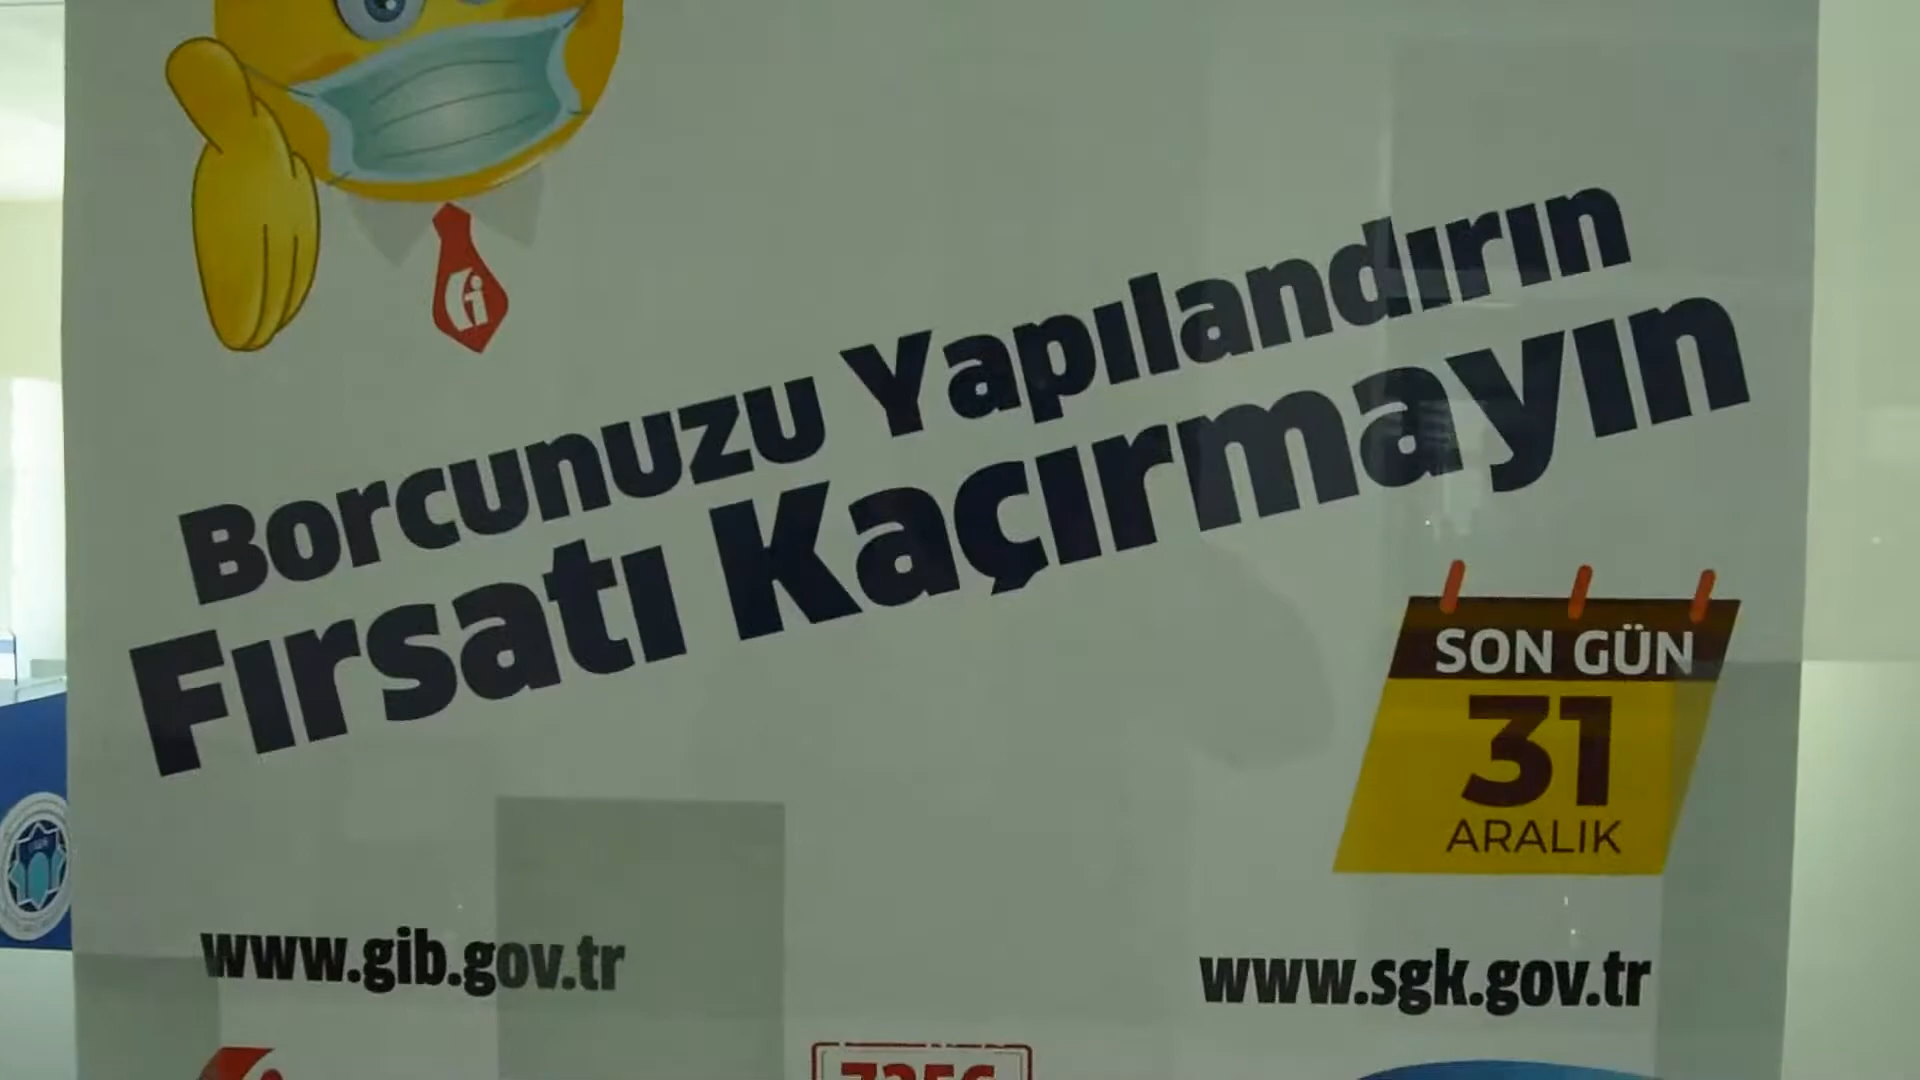 Borcunuzu Yapılandırın
Fırsatı Kaçırmayın
SON GÜN
31
ARALIK
www.gib.gov.tr
www.sgk.gov.tr